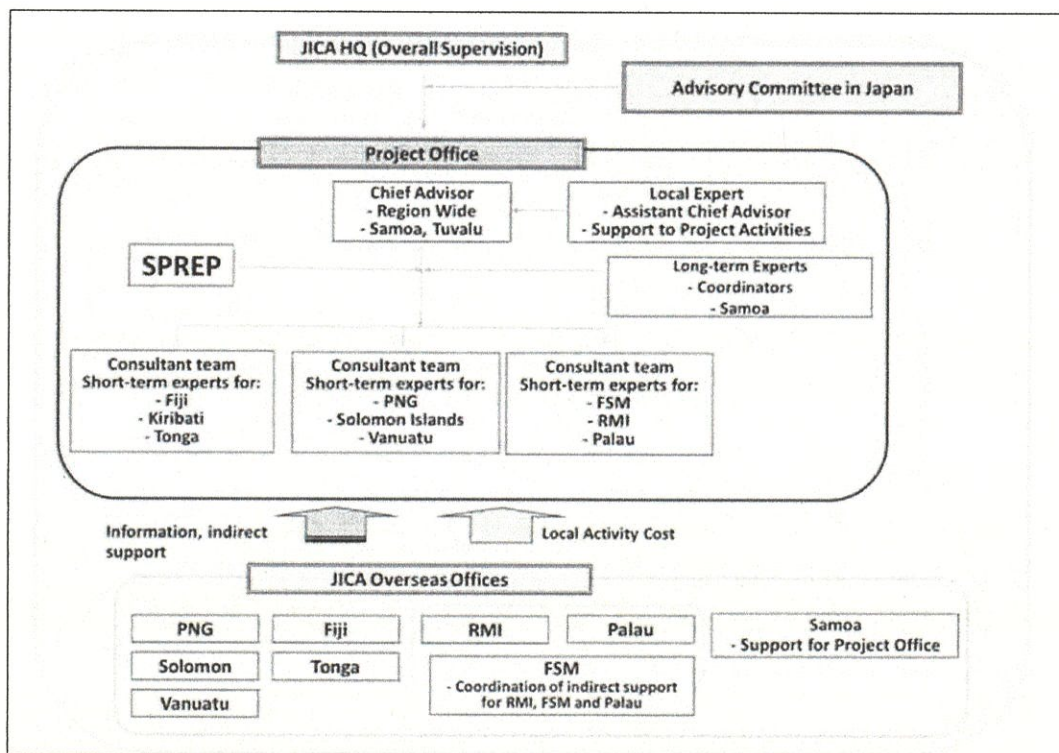 JICA HQ (Overall Supervision)
Advisory Committee in Japan
Project Office
Chief Advisor
- Region Wide
- Samoa, Tuvalu
Local Expert
- Assistant Chief Advisor
- Support to Project Activities
SPREP
Long-term Experts
- Coordinators
- Samoa
Consultant team
Short-term experts for:
- Fiji
- Kiribati
- Tonga
Consultant team
Short-term experts for:
- PNG
- Solomon Islands
- Vanuatu
Consultant team
Short-term experts for:
- FSM
- RMI
- Palau
Information, indirect
support
Local Activity Cost
JICA Overseas Offices
PNG
Fiji
RMI
Palau
Samoa
- Support for Project Office
Solomon
Tonga
FSM
- Coordination of indirect support
for RMI, FSM and Palau
Vanuatu